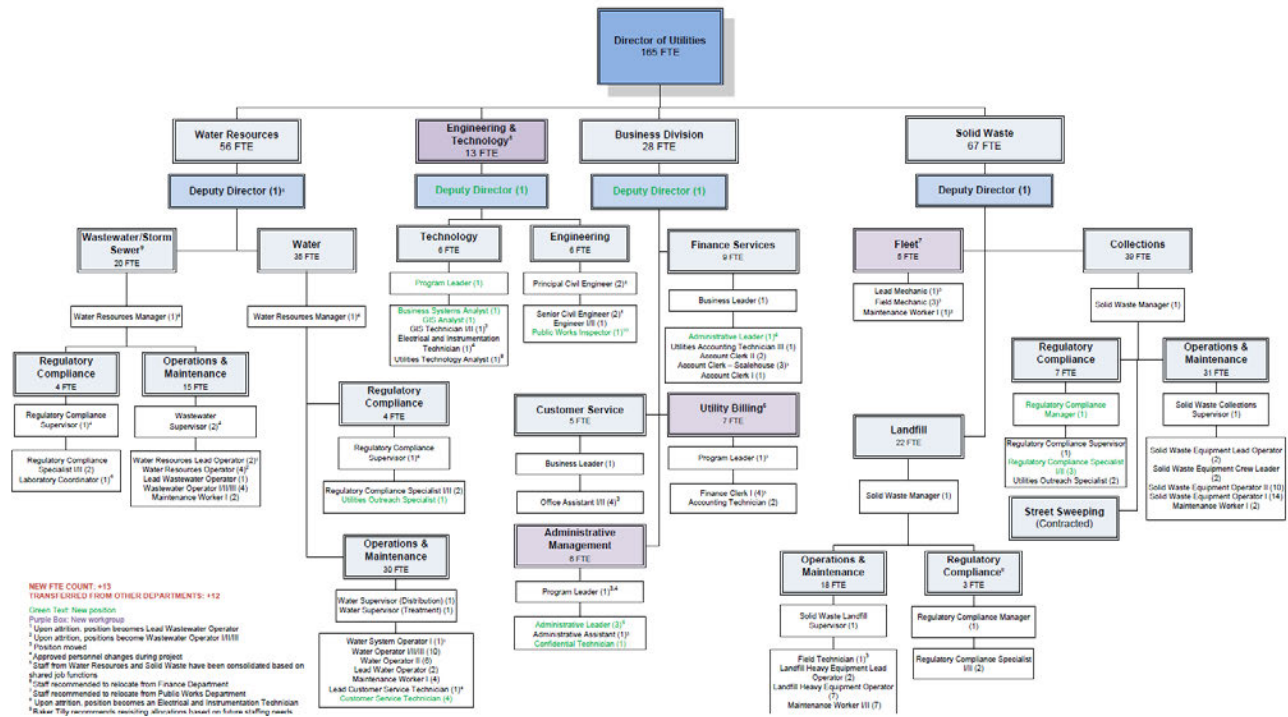 Director of Utilities
165 FTE
Water Resources
56 FTE
Deputy Director (1)
Engineering &
Technology⁵
13 FTE
Deputy Director (1)
Business Division
28 FTE
Deputy Director (1)
Solid Waste
67 FTE
Deputy Director (1)
Wastewater/Storm
Sewer⁹
20 FTE
Water Resources Manager (1)
Regulatory
Compliance
4 FTE
Regulatory Compliance
Supervisor (1)
Regulatory Compliance
Specialist I/II (2)
Laboratory Coordinator (1)
Operations &
Maintenance
15 FTE
Wastewater
Supervisor (2)
Water Resources Lead Operator (2)
Water Resources Operator (4)
Lead Wastewater Operator (1)
Wastewater Operator I/II/III (4)
Maintenance Worker I (2)
Water
35 FTE
Water Resources Manager (1)
Regulatory
Compliance
4 FTE
Regulatory Compliance
Supervisor (1)
Regulatory Compliance Specialist I/II (2)
Utilities Outreach Specialist (1)
Operations &
Maintenance
30 FTE
Water Supervisor (Distribution) (1)
Water Supervisor (Treatment) (1)
Water System Operator I (1)
Water Operator I/II/III (10)
Water Operator III (6)
Lead Water Operator (2)
Maintenance Worker I (4)
Lead Customer Service Technician (1)
Customer Service Technician (4)
Technology
6 FTE
Program Leader (1)
Business Systems Analyst (1)
GIS Analyst (1)
GIS Technician I/II (1)
Electrical and Instrumentation
Technician (1)
Utilities Technology Analyst (1)
Engineering
6 FTE
Principal Civil Engineer (2)
Senior Civil Engineer (2)
Engineer I/II (1)
Public Works Inspector (1)
Finance Services
9 FTE
Business Leader (1)
Administrative Leader (1)
Utilities Accounting Technician III (1)
Account Clerk II (2)
Account Clerk – Scalehouse (3)
Account Clerk I (1)
Customer Service
5 FTE
Business Leader (1)
Office Assistant I/II (4)
Utility Billing⁶
7 FTE
Program Leader (1)
Finance Clerk I (4)
Accounting Technician (2)
Administrative
Management
6 FTE
Program Leader (1)
Administrative Leader (3)
Administrative Assistant (1)
Confidential Technician (1)
Fleet⁷
5 FTE
Lead Mechanic (1)
Field Mechanic (3)
Maintenance Worker I (1)
Collections
39 FTE
Solid Waste Manager (1)
Regulatory
Compliance
7 FTE
Regulatory Compliance
Manager (1)
Regulatory Compliance Supervisor
(1)
Regulatory Compliance Specialist
I/II (3)
Utilities Outreach Specialist (2)
Operations &
Maintenance
31 FTE
Solid Waste Collections
Supervisor (1)
Solid Waste Equipment Lead Operator
(2)
Solid Waste Equipment Crew Leader
(2)
Solid Waste Equipment Operator II (10)
Solid Waste Equipment Operator I (14)
Maintenance Worker I (2)
Street Sweeping
(Contracted)
Landfill
22 FTE
Solid Waste Manager (1)
Operations &
Maintenance
18 FTE
Solid Waste Landfill
Supervisor (1)
Field Technician (1)
Landfill Heavy Equipment Lead
Operator (2)
Landfill Heavy Equipment Operator
(7)
Maintenance Worker I/II (7)
Regulatory
Compliance
3 FTE
Regulatory Compliance Manager
(1)
Regulatory Compliance Specialist
I/II (2)
NEW FTE COUNT: +13
TRANSFERRED FROM OTHER DEPARTMENTS: +12
Green Text: New position
Purple Box: New workgroup
¹ Upon attrition, position becomes Lead Wastewater Operator
² Upon attrition, positions become Wastewater Operator I/II/III
³ Position moved
⁴ Approved personnel changes during project
⁵ Staff from Water Resources and Solid Waste have been consolidated based on
shared job functions
⁶ Staff recommended to relocate from Finance Department
⁷ Staff recommended to relocate from Public Works Department
⁸ Upon attrition, position becomes an Electrical and Instrumentation Technician
⁹ Baker Tilly recommends revisiting allocations based on future staffing needs